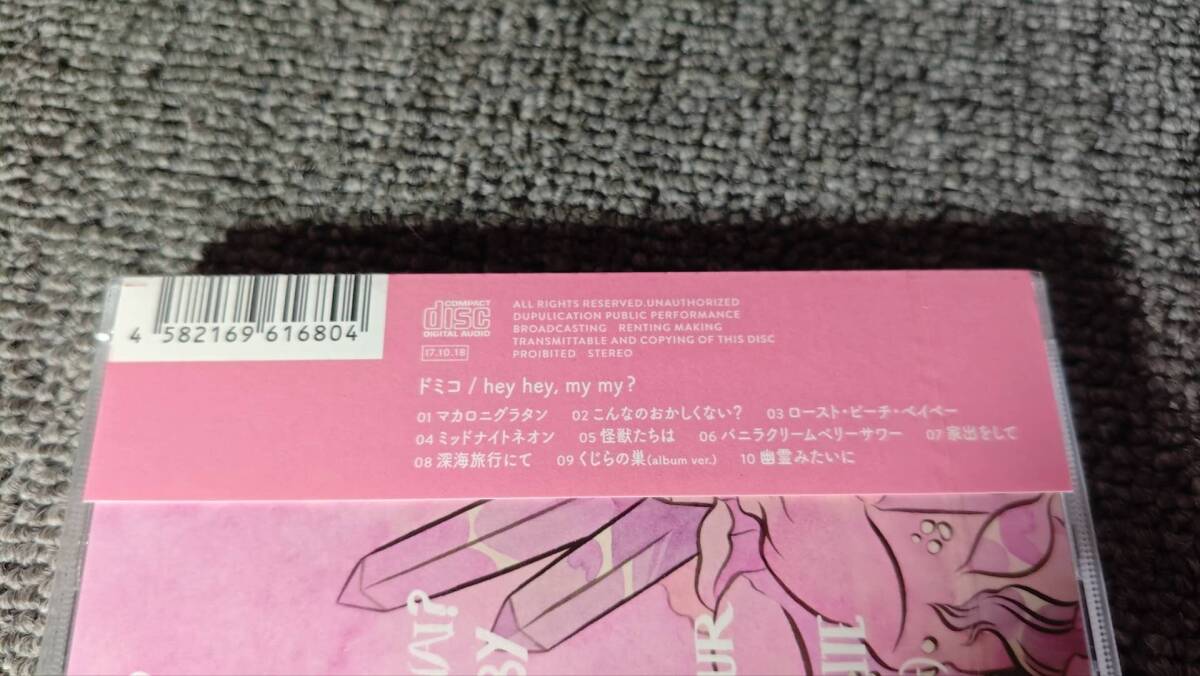 4 582169 616804
COMPACT
disc
DIGITAL AUDIO
17.10.18
ALL RIGHTS RESERVED.UNAUTHORIZED
DUPULICATION PUBLIC PERFORMANCE
BROADCASTING RENTING MAKING
TRANSMITTABLE AND COPYING OF THIS DISC
PROIBITED STEREO
ドミコ / hey hey, my my?
01 マカロニグラタン 02 こんなのおかしくない? 03 ロースト・ビーチ・ベイベー
04 ミッドナイトネオン 05 怪獣たちは 06 バニラクリームベリーサワー 07 家出をして
08 深海旅行にて 09 くじらの巣(album ver.) 10 幽霊みたいに